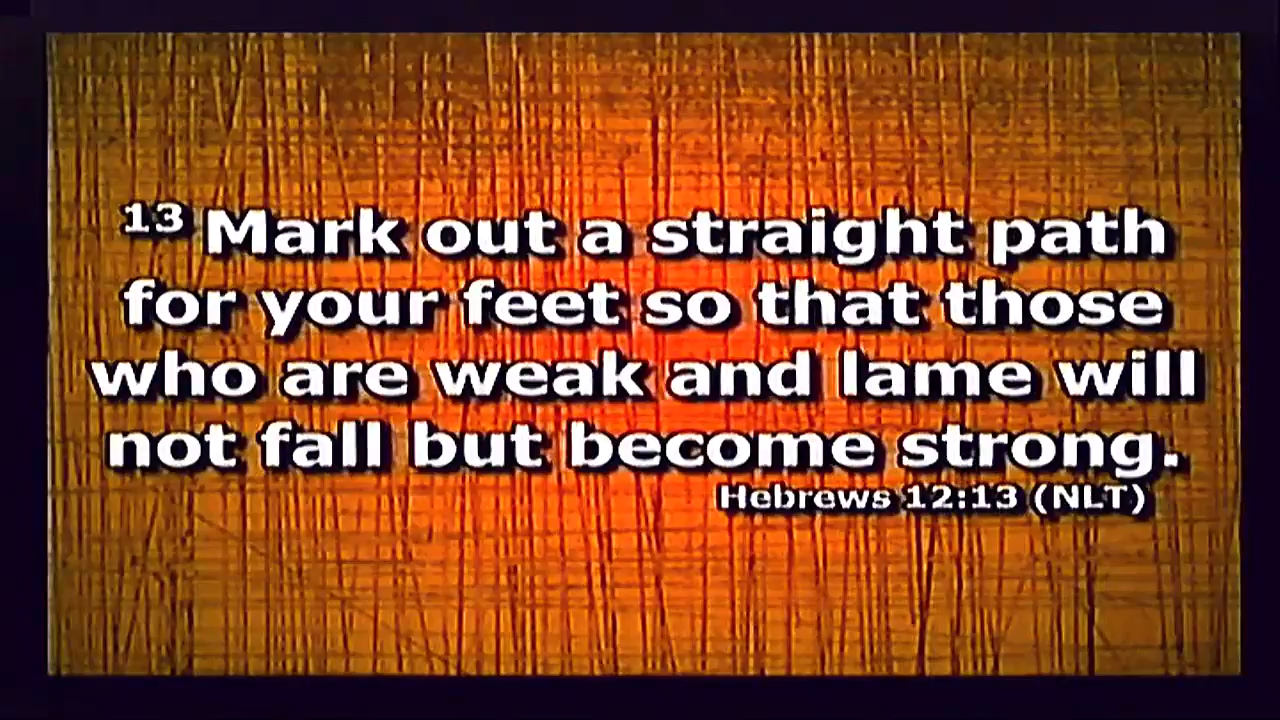 13 Mark out a straight path
for your feet so that those
who are weak and lame will
not fall but become strong.
Hebrews 12:13 (NLT)